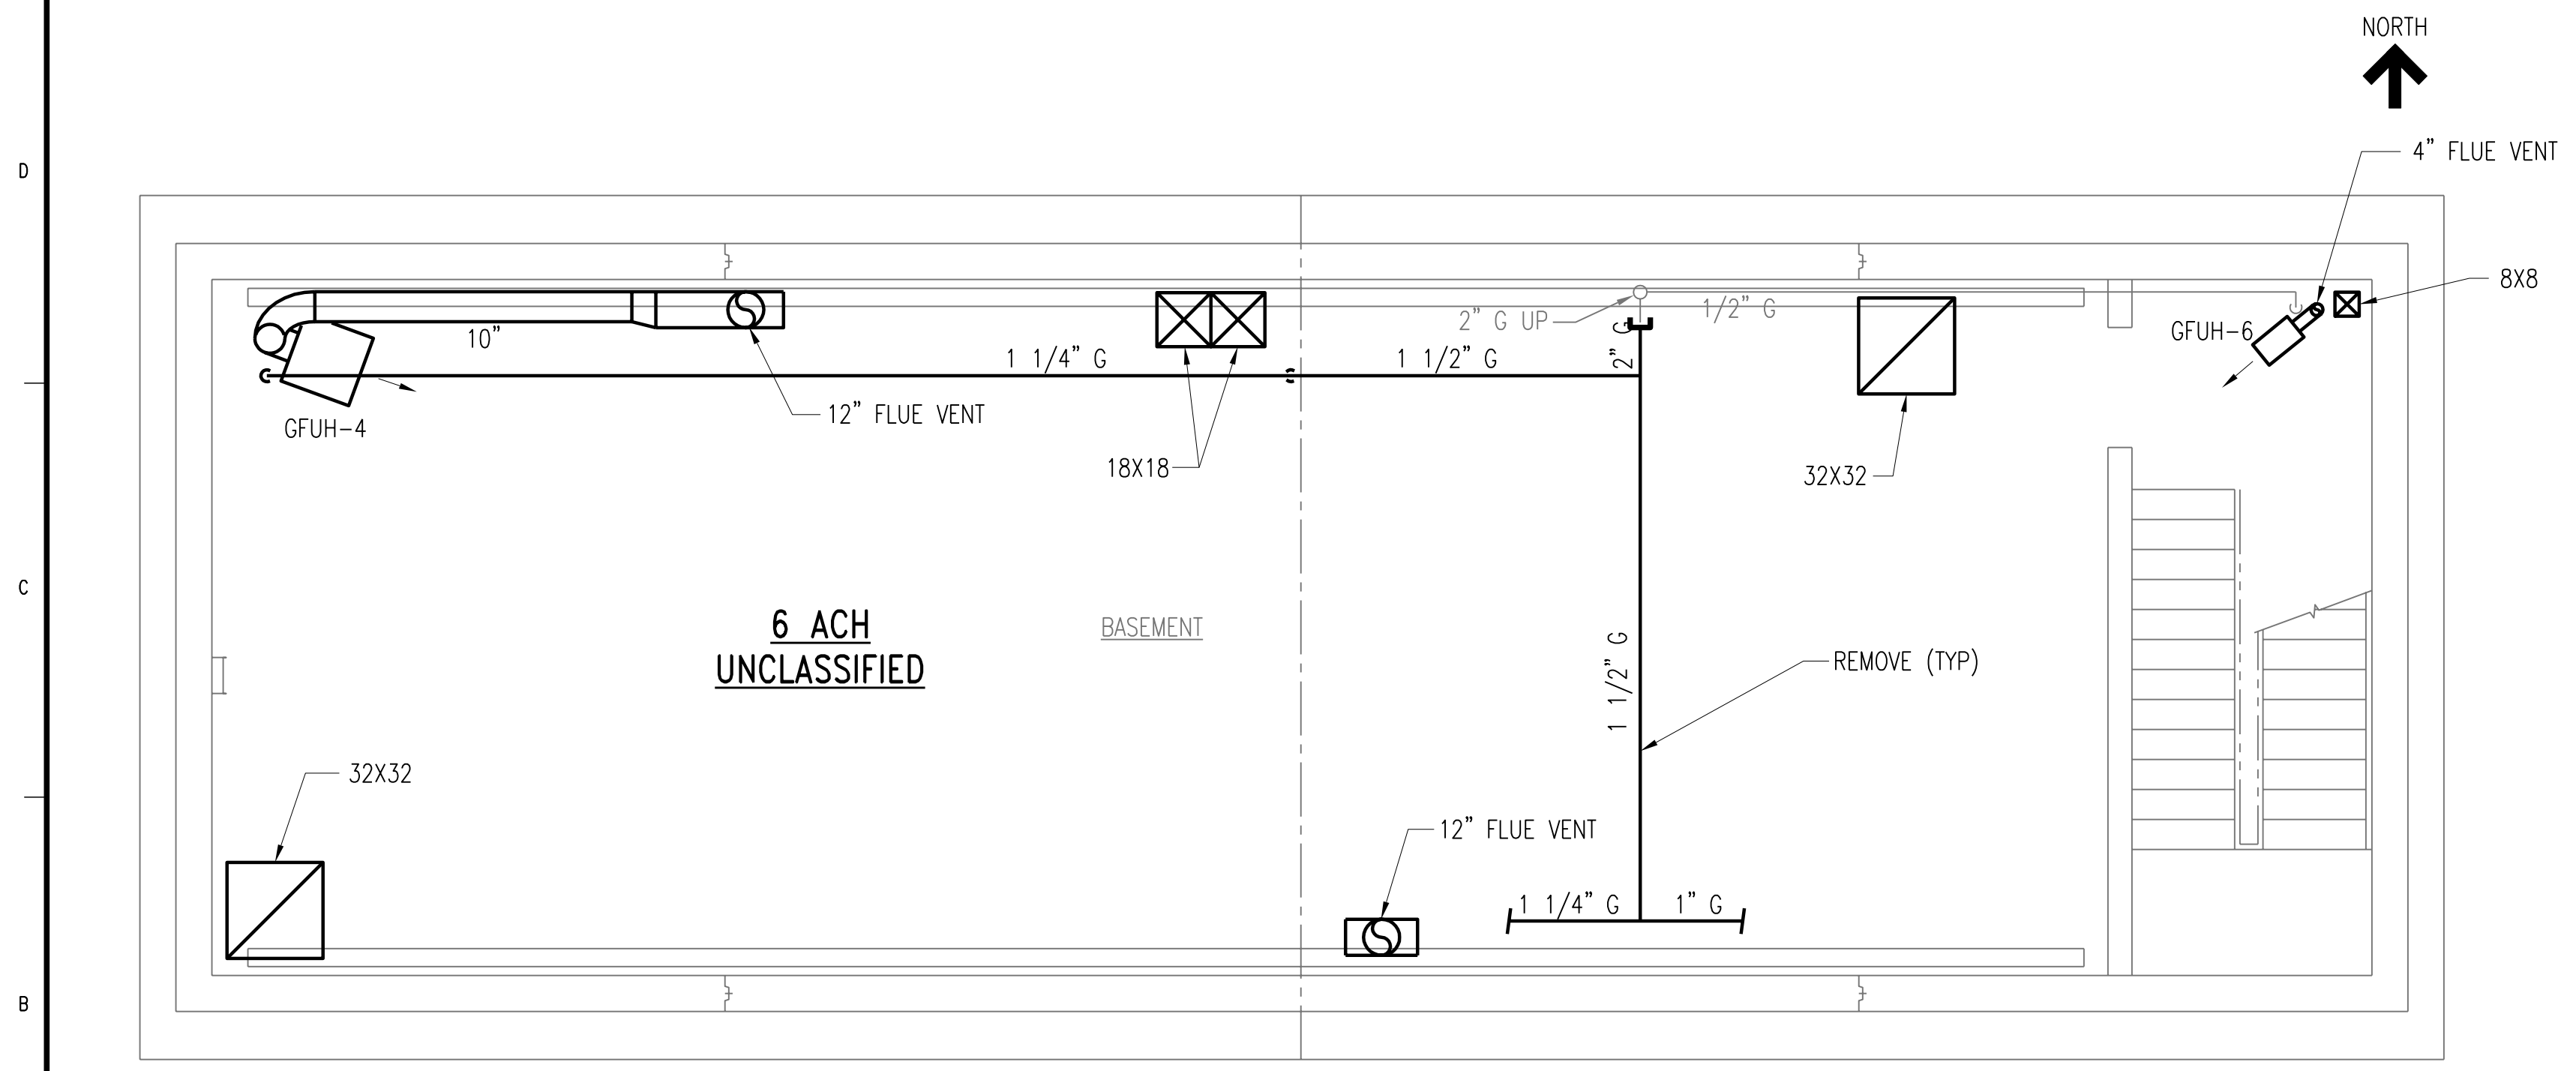 NORTH
D
4” FLUE VENT
8X8
2” G UP
1/2” G
GFUH-6
10”
2” G
1 1/4” G
1 1/2” G
12” FLUE VENT
GFUH-4
18X18
32X32
C
6 ACH
UNCLASSIFIED
BASEMENT
1 1/2” G
REMOVE (TYP)
32X32
12” FLUE VENT
1 1/4” G
1” G
B